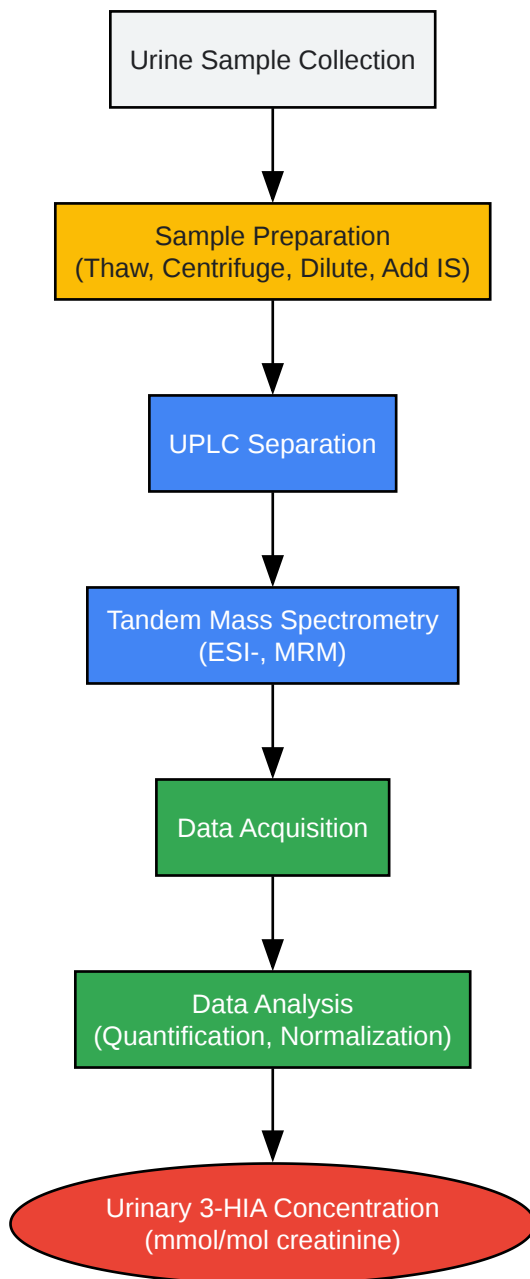 Urine Sample Collection
Sample Preparation
(Thaw, Centrifuge, Dilute, Add IS)
UPLC Separation
Tandem Mass Spectrometry
(ESI-, MRM)
Data Acquisition
Data Analysis
(Quantification, Normalization)
Urinary 3-HIA Concentration
(mmol/mol creatinine)